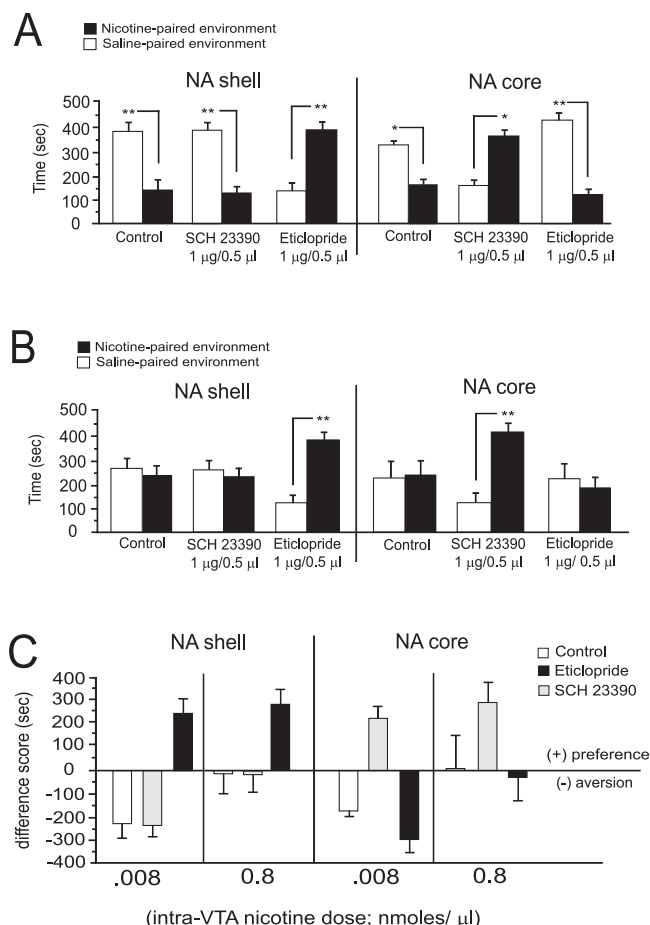 A
Nicotine-paired environment
Saline-paired environment
NA shell
NA core
Time (sec)
500
400
300
200
100
0
**
**
**
*
*
**
Control
SCH 23390
1 µg/0.5 µl
Eticlopride
1 µg/0.5 µl
Control
SCH 23390
1 µg/0.5 µl
Eticlopride
1 µg/0.5 µl
B
Nicotine-paired environment
Saline-paired environment
NA shell
NA core
Time (sec)
500
400
300
200
100
0
**
**
Control
SCH 23390
1 µg/0.5 µl
Eticlopride
1 µg/0.5 µl
Control
SCH 23390
1 µg/0.5 µl
Eticlopride
1 µg/ 0.5 µl
C
NA shell
NA core
Control
Eticlopride
SCH 23390
difference score (sec)
400
300
200
100
0
-100
-200
-300
-400
(+) preference
(-) aversion
.008
0.8
.008
0.8
(intra-VTA nicotine dose; nmoles/ µl)